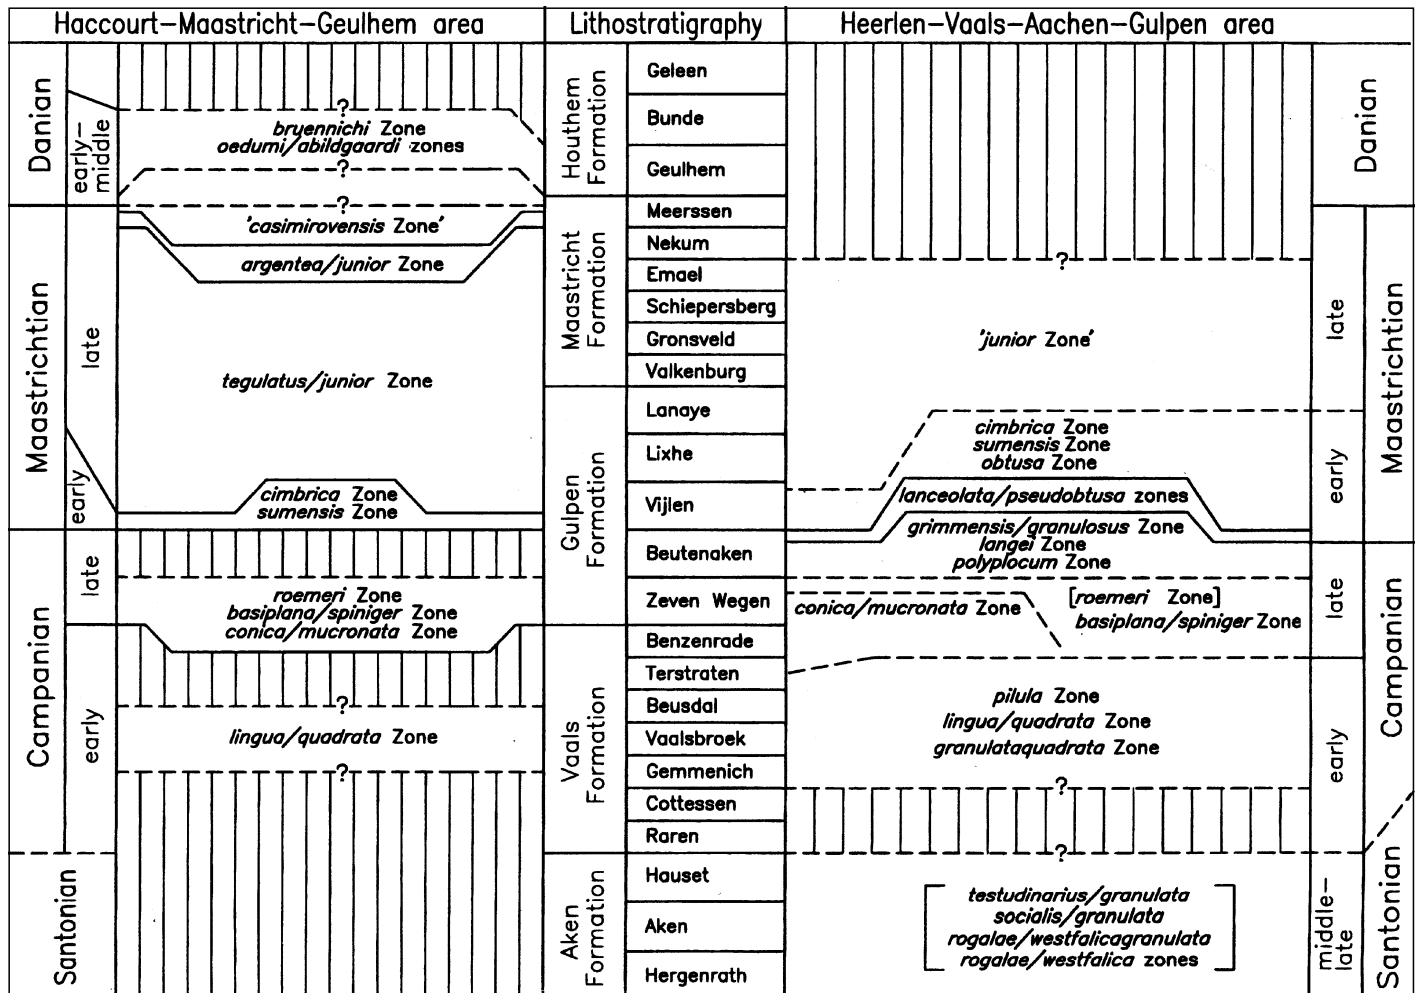 Haccourt–Maastricht–Geulhem area
Lithostratigraphy
Heerlen–Vaals–Aachen–Gulpen area
Danian
early–
middle
?
bruennichi Zone
oedumi/abildgaardi zones
?
?
Maastrichtian
late
early
'casimirovensis Zone'
argentea/junior Zone
tegulatus/junior Zone
cimbrica Zone
sumensis Zone
Campanian
late
early
roemeri Zone
basiplana/spiniger Zone
conica/mucronata Zone
?
lingua/quadrata Zone
?
Santonian
Houthem
Formation
Geleen
Bunde
Geulhem
Maastricht
Formation
Meerssen
Nekum
Emael
Schiepersberg
Gronsveld
Valkenburg
Gulpen
Formation
Lanaye
Lixhe
Vijlen
Beutenaken
Zeven Wegen
Vaals
Formation
Benzenrade
Terstraten
Beusdal
Vaalsbroek
Gemmenich
Cottessen
Raren
Aken
Formation
Hauset
Aken
Hergenrath
?
'junior Zone'
cimbrica Zone
sumensis Zone
obtusa Zone
lanceolata/pseudobtusa zones
grimmensis/granulosus Zone
langei Zone
polyplocum Zone
conica/mucronata Zone
[roemeri Zone]
basiplana/spiniger Zone
pilula Zone
lingua/quadrata Zone
granulataquadrata Zone
?
?
testudinarius/granulata
socialis/granulata
rogalae/westfalicagranulata
rogalae/westfalica zones
Danian
late
early
Maastrichtian
late
early
Campanian
middle–
late
Santonian